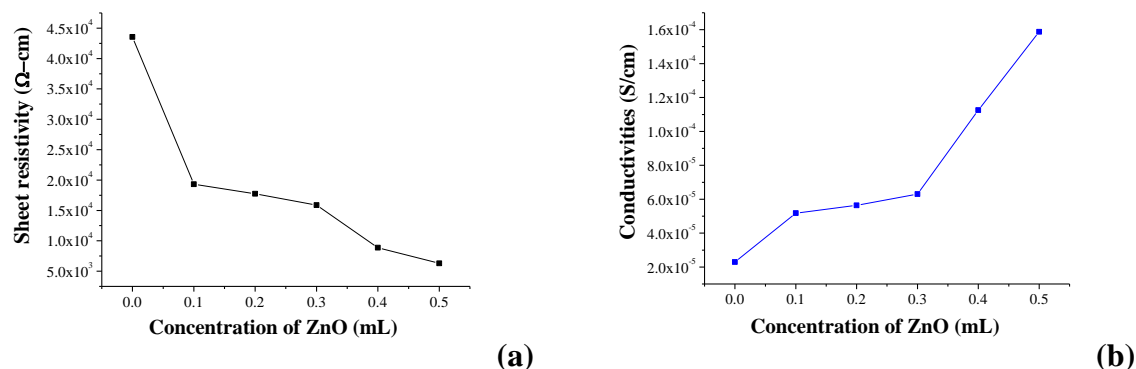 Sheet resistivity (Ω–cm)
4.5x10⁴
4.0x10⁴
3.5x10⁴
3.0x10⁴
2.5x10⁴
2.0x10⁴
1.5x10⁴
1.0x10⁴
5.0x10³
0.0 0.1 0.2 0.3 0.4 0.5
Concentration of ZnO (mL)
(a)
Conductivities (S/cm)
1.6x10⁻⁴
1.4x10⁻⁴
1.2x10⁻⁴
1.0x10⁻⁴
8.0x10⁻⁵
6.0x10⁻⁵
4.0x10⁻⁵
2.0x10⁻⁵
0.0 0.1 0.2 0.3 0.4 0.5
Concentration of ZnO (mL)
(b)